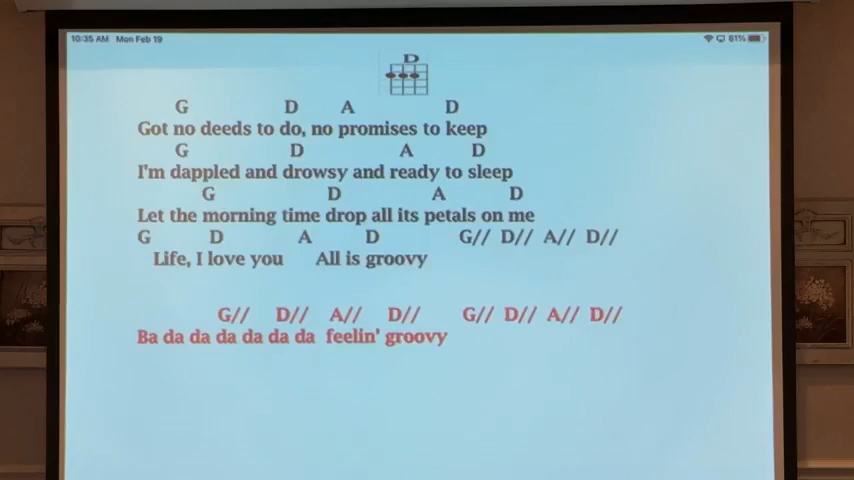 10:35 AM Mon Feb 19 61%
D
G D A D
Got no deeds to do, no promises to keep
G D A D
I'm dappled and drowsy and ready to sleep
G D A D
Let the morning time drop all its petals on me
G D A D G// D// A// D//
Life, I love you All is groovy
G// D// A// D// G// D// A// D//
Ba da da da da da da feelin' groovy